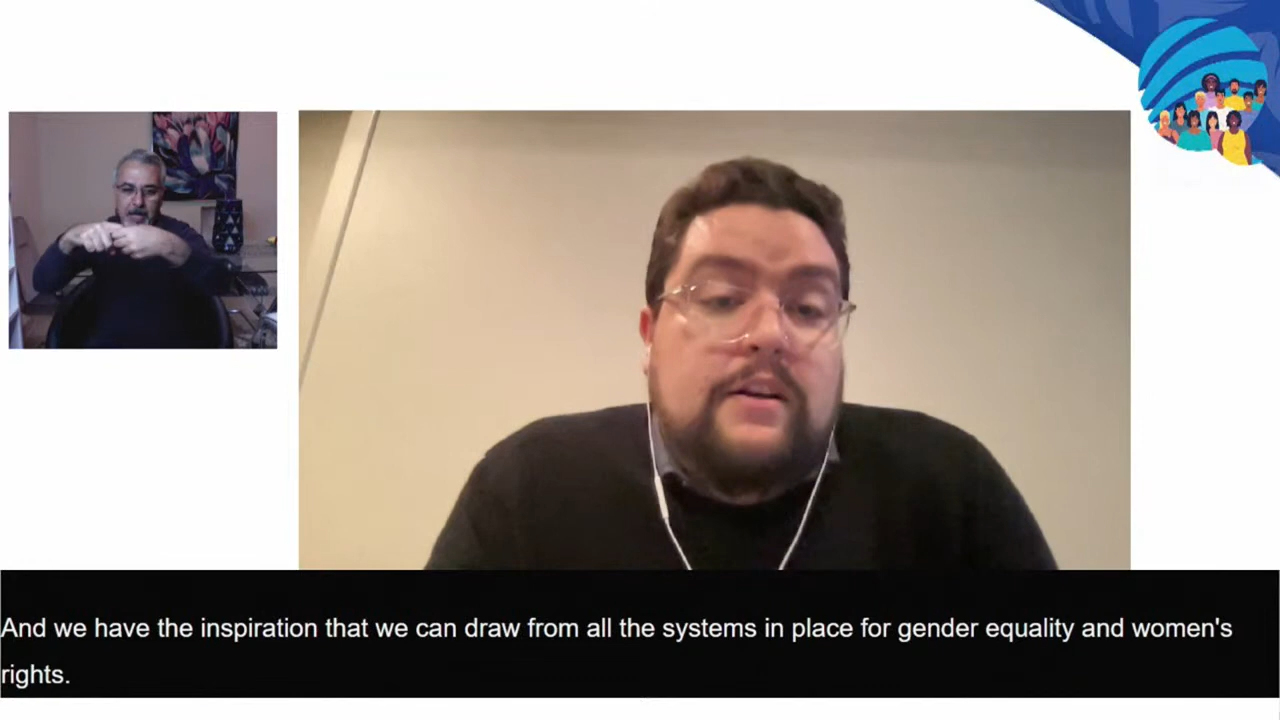 And we have the inspiration that we can draw from all the systems in place for gender equality and women's
rights.